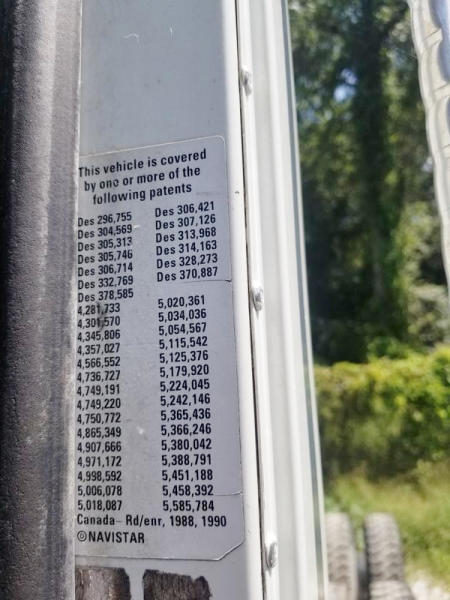 This vehicle is covered
by one or more of the
following patents
Des 296,755 Des 306,421
Des 304,569 Des 307,126
Des 305,313 Des 313,968
Des 305,746 Des 314,163
Des 306,714 Des 328,273
Des 332,769 Des 370,887
Des 378,585
4,281,733 5,020,361
4,301,570 5,034,036
4,345,806 5,054,567
4,357,027 5,115,542
4,566,552 5,125,376
4,736,727 5,179,920
4,749,191 5,224,045
4,749,220 5,242,146
4,750,772 5,365,436
4,865,349 5,366,246
4,907,666 5,380,042
4,971,172 5,388,791
4,998,592 5,451,188
5,006,078 5,458,392
5,018,087 5,585,784
Canada- Rd/enr, 1988, 1990
©NAVISTAR